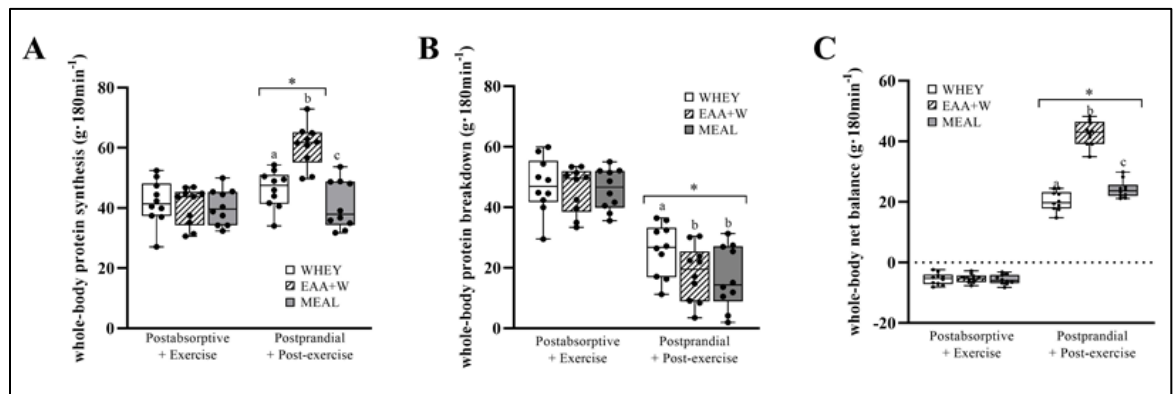 A
whole-body protein synthesis (g·180min⁻¹)
80
60
40
20
0
*
a
b
c
WHEY
EAA+W
MEAL
Postabsorptive
+ Exercise
Postprandial
+ Post-exercise
B
whole-body protein breakdown (g·180min⁻¹)
80
60
40
20
0
WHEY
EAA+W
MEAL
*
a
b
b
Postabsorptive
+ Exercise
Postprandial
+ Post-exercise
C
whole-body net balance (g·180min⁻¹)
60
40
20
0
-20
WHEY
EAA+W
MEAL
*
a
b
c
Postabsorptive
+ Exercise
Postprandial
+ Post-exercise